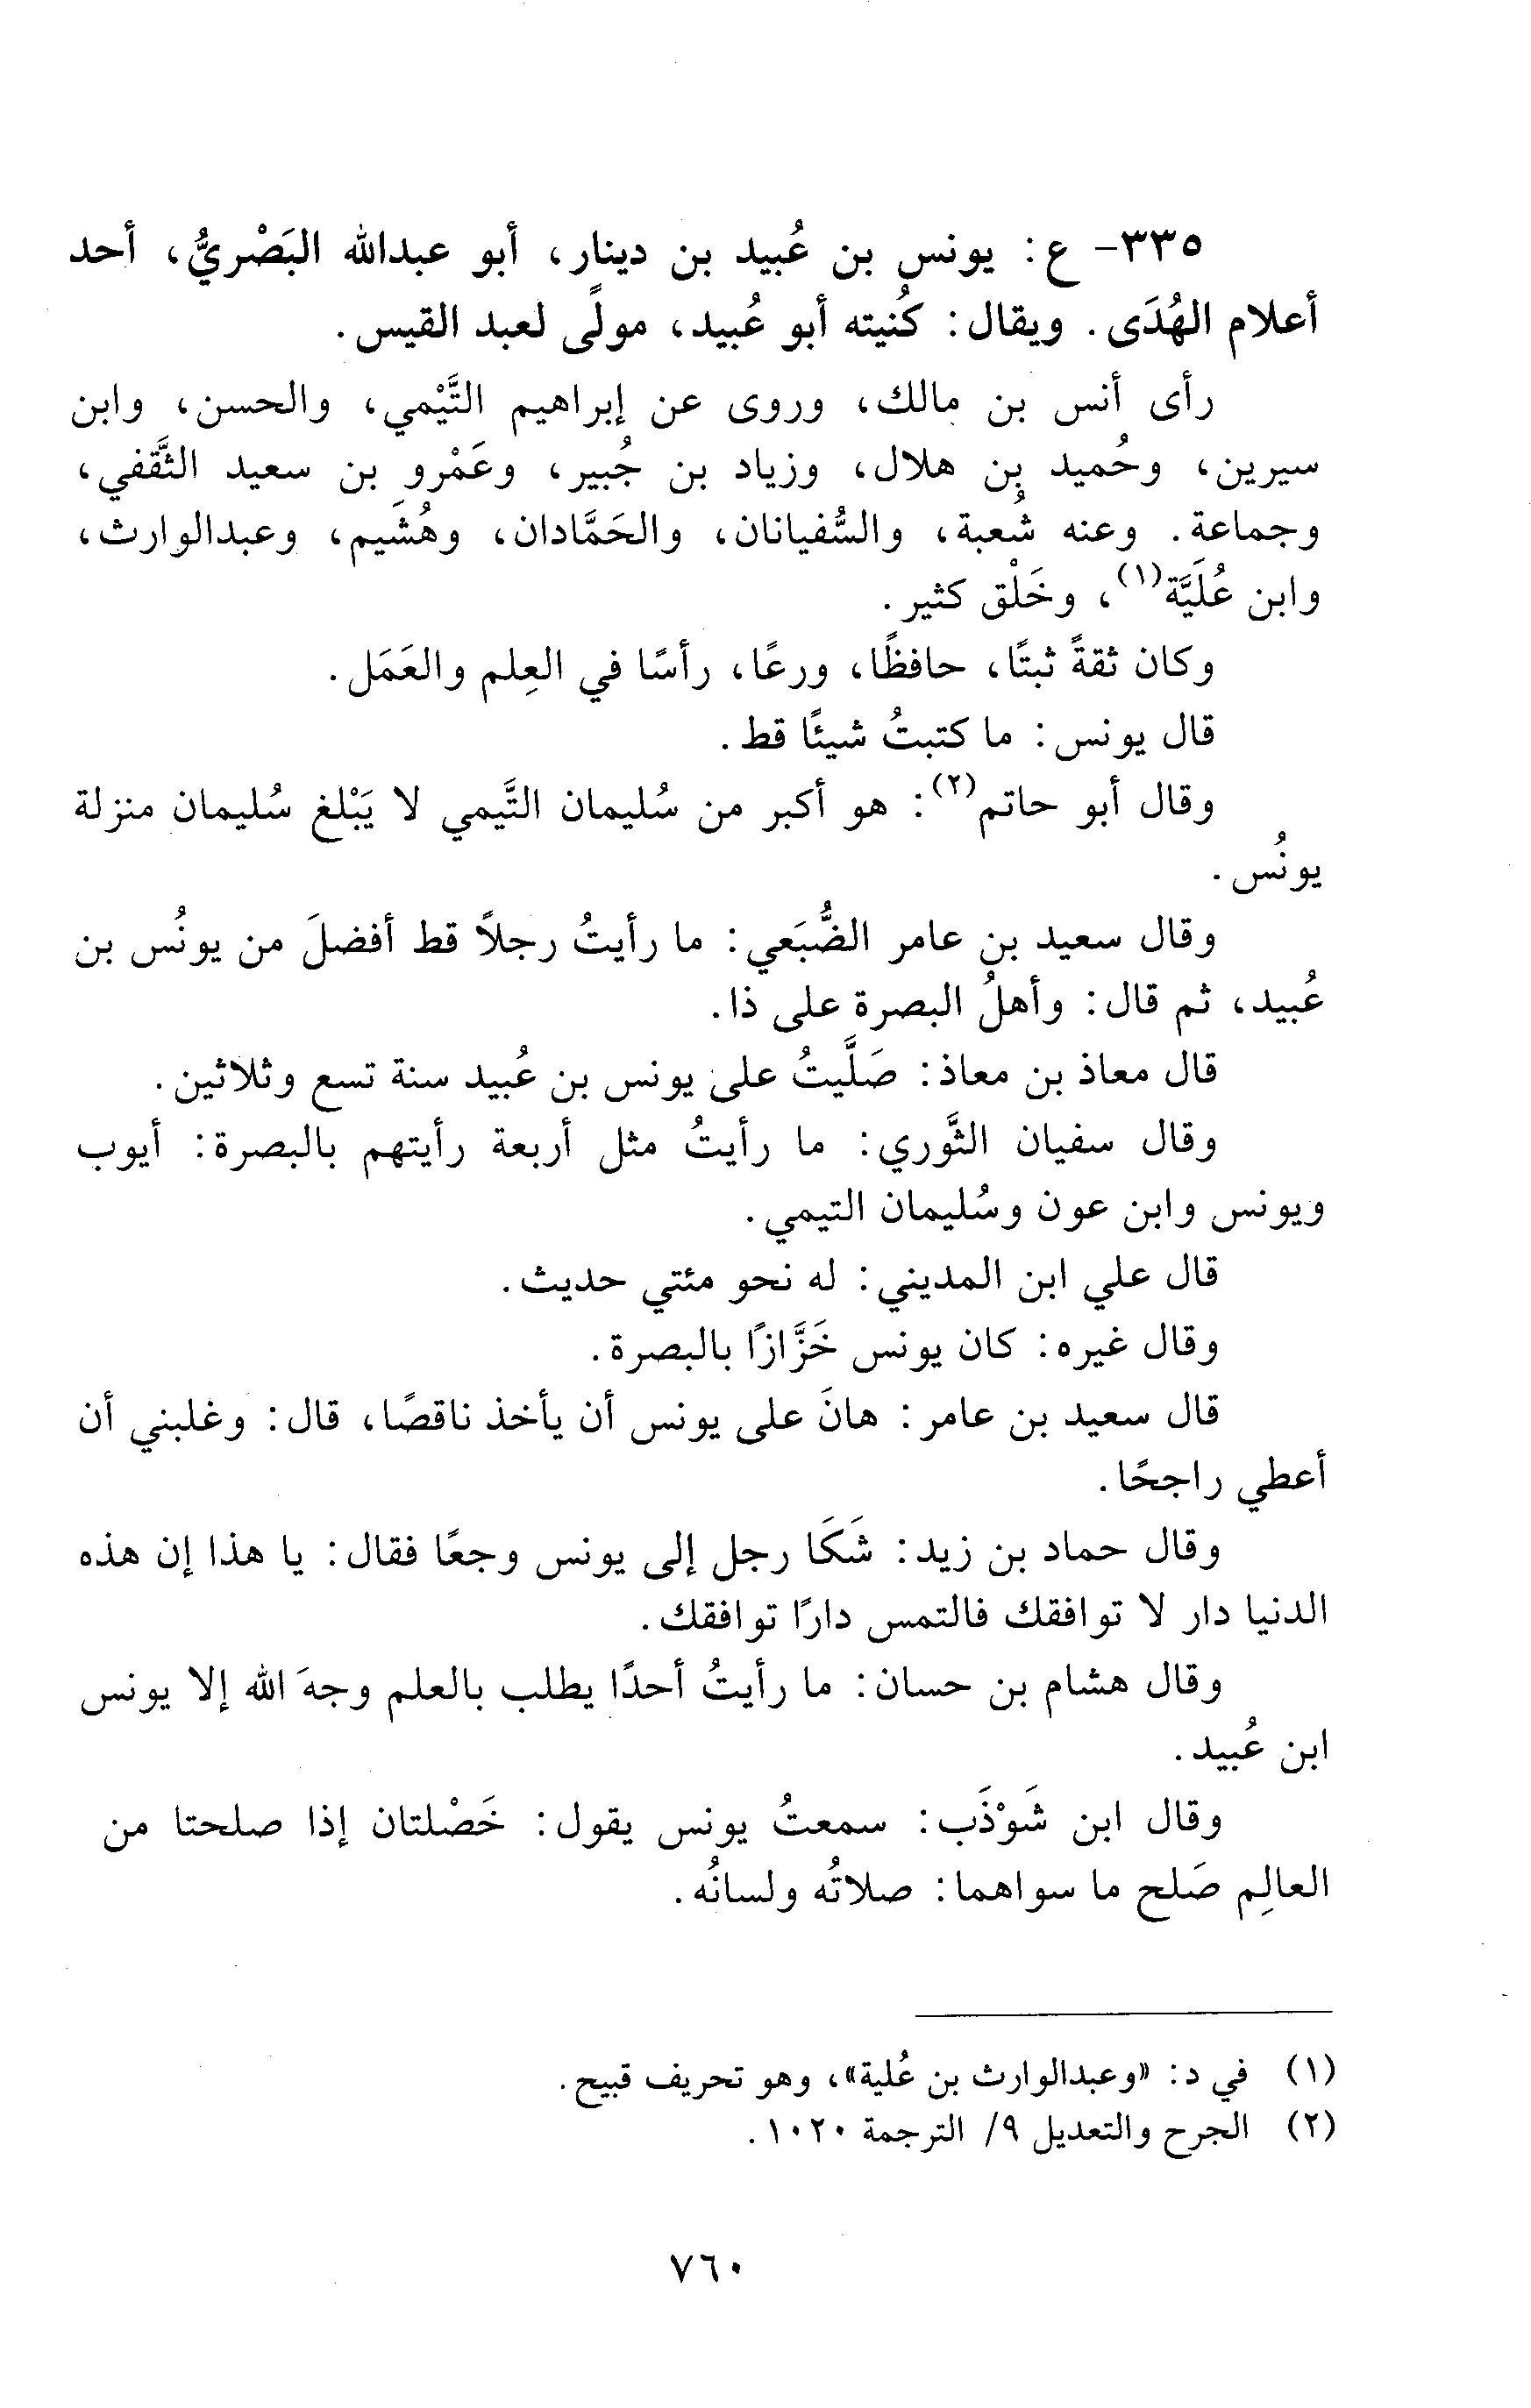 ٣٣٥- ع: يونس بن عُبيد بن دينار، أبو عبدالله البَصْريُّ، أحد
أعلام الهُدَى. ويقال: كُنيته أبو عُبيد، مولًى لعبد القيس.
رأى أنس بن مالك، وروى عن إبراهيم التَّيْمي، والحسن، وابن
سيرين، وحُميد بن هلال، وزياد بن جُبير، وعَمْرو بن سعيد الثَّقفي،
وجماعة. وعنه شُعبة، والسُّفيانان، والحَمَّادان، وهُشَيم، وعبدالوارث،
وابن عُلَيَّة(١)، وخَلْق كثير.
وكان ثقةً ثبتًا، حافظًا، ورعًا، رأسًا في العِلم والعَمَل.
قال يونس: ما كتبتُ شيئًا قط.
وقال أبو حاتم(٢): هو أكبر من سُليمان التَّيمي لا يَبْلغ سُليمان منزلة
يونُس.
وقال سعيد بن عامر الضُّبَعي: ما رأيتُ رجلاً قط أفضلَ من يونُس بن
عُبيد، ثم قال: وأهلُ البصرة على ذا.
قال معاذ بن معاذ: صَلَّيتُ على يونس بن عُبيد سنة تسع وثلاثين.
وقال سفيان الثَّوري: ما رأيتُ مثل أربعة رأيتهم بالبصرة: أيوب
ويونس وابن عون وسُليمان التيمي.
قال علي ابن المديني: له نحو مئتي حديث.
وقال غيره: كان يونس خَزَّازًا بالبصرة.
قال سعيد بن عامر: هانَ على يونس أن يأخذ ناقصًا، قال: وغلبني أن
أعطي راجحًا.
وقال حماد بن زيد: شَكَا رجل إلى يونس وجعًا فقال: يا هذا إن هذه
الدنيا دار لا توافقك فالتمس دارًا توافقك.
وقال هشام بن حسان: ما رأيتُ أحدًا يطلب بالعلم وجهَ الله إلا يونس
ابن عُبيد.
وقال ابن شَوْذَب: سمعتُ يونس يقول: خَصْلتان إذا صلحتا من
العالِم صَلح ما سواهما: صلاتُه ولسانُه.
(١) في د: «وعبدالوارث بن عُلية»، وهو تحريف قبيح.
(٢) الجرح والتعديل ٩/ الترجمة ١٠٢٠.
٧٦٠